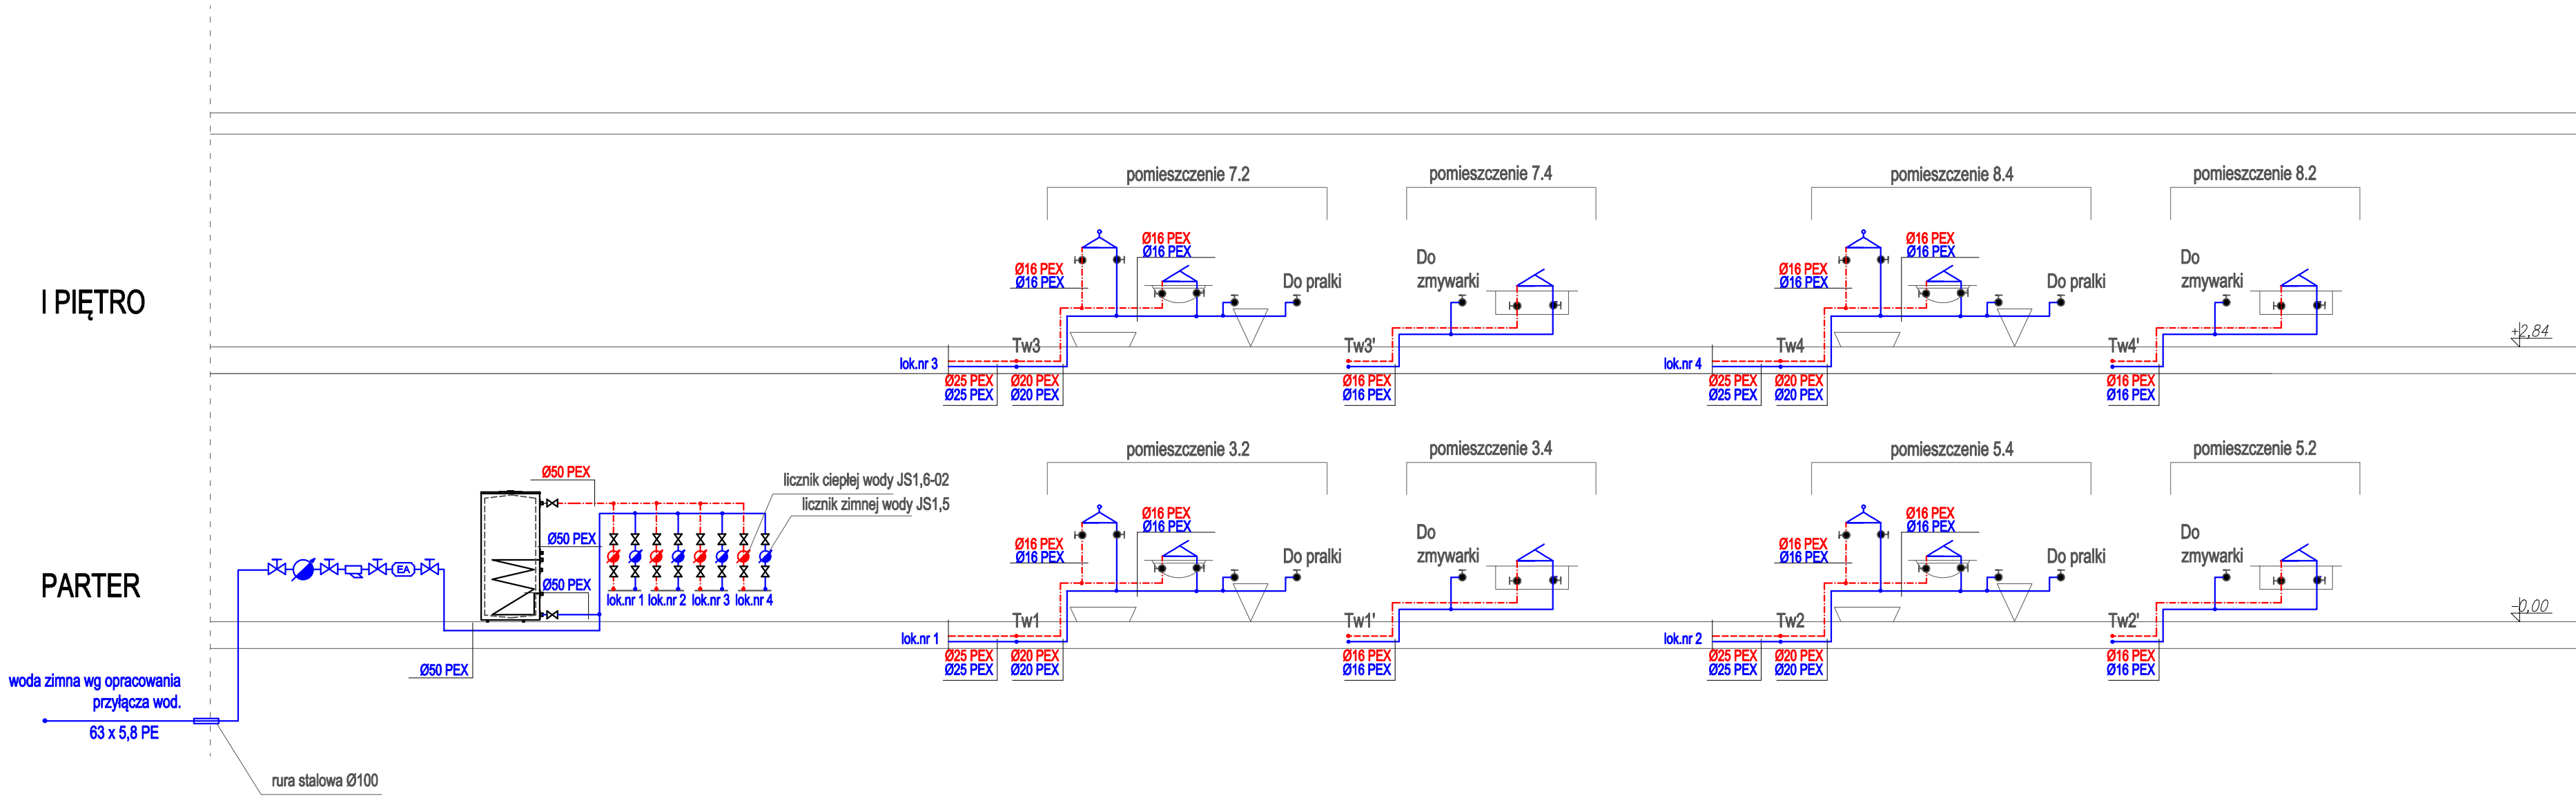 pomieszczenie 7.2
pomieszczenie 7.4
pomieszczenie 8.4
pomieszczenie 8.2
I PIĘTRO
Ø16 PEX
Ø16 PEX
Ø16 PEX
Ø16 PEX
Do pralki
Do
zmywarki
Ø16 PEX
Ø16 PEX
Ø16 PEX
Ø16 PEX
Do pralki
Do
zmywarki
+2,84
lok.nr 3
Tw3
Tw3'
lok.nr 4
Tw4
Tw4'
Ø25 PEX
Ø25 PEX
Ø20 PEX
Ø20 PEX
Ø16 PEX
Ø16 PEX
Ø25 PEX
Ø25 PEX
Ø20 PEX
Ø20 PEX
Ø16 PEX
Ø16 PEX
pomieszczenie 3.2
pomieszczenie 3.4
pomieszczenie 5.4
pomieszczenie 5.2
PARTER
Ø50 PEX
licznik ciepłej wody JS1,6-02
licznik zimnej wody JS1,5
Ø50 PEX
EA
Ø50 PEX
lok.nr 1
lok.nr 2
lok.nr 3
lok.nr 4
Ø16 PEX
Ø16 PEX
Ø16 PEX
Ø16 PEX
Do pralki
Do
zmywarki
Ø16 PEX
Ø16 PEX
Ø16 PEX
Ø16 PEX
Do pralki
Do
zmywarki
-0,00
lok.nr 1
Tw1
Tw1'
lok.nr 2
Tw2
Tw2'
Ø50 PEX
Ø25 PEX
Ø25 PEX
Ø20 PEX
Ø20 PEX
Ø16 PEX
Ø16 PEX
Ø25 PEX
Ø25 PEX
Ø20 PEX
Ø20 PEX
Ø16 PEX
Ø16 PEX
woda zimna wg opracowania
przyłącza wod.
63 x 5,8 PE
rura stalowa Ø100